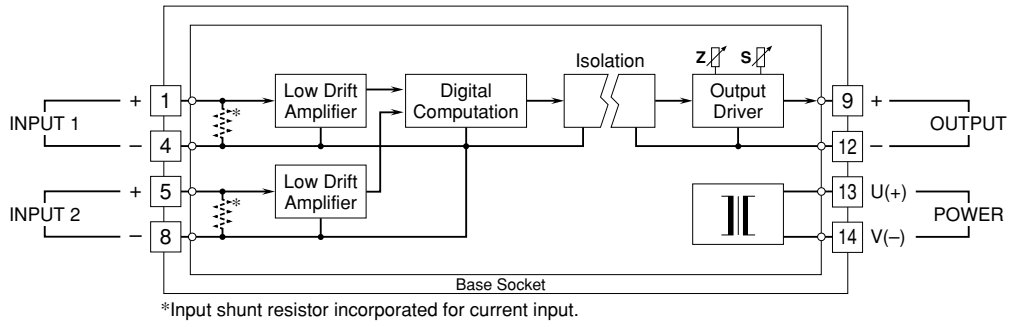 Isolation
Z S
INPUT 1
+ 1
− 4
*
Low Drift
Amplifier
Digital
Computation
Output
Driver
9 +
12 −
OUTPUT
INPUT 2
+ 5
− 8
*
Low Drift
Amplifier
13 U(+)
14 V(−)
POWER
Base Socket
*Input shunt resistor incorporated for current input.